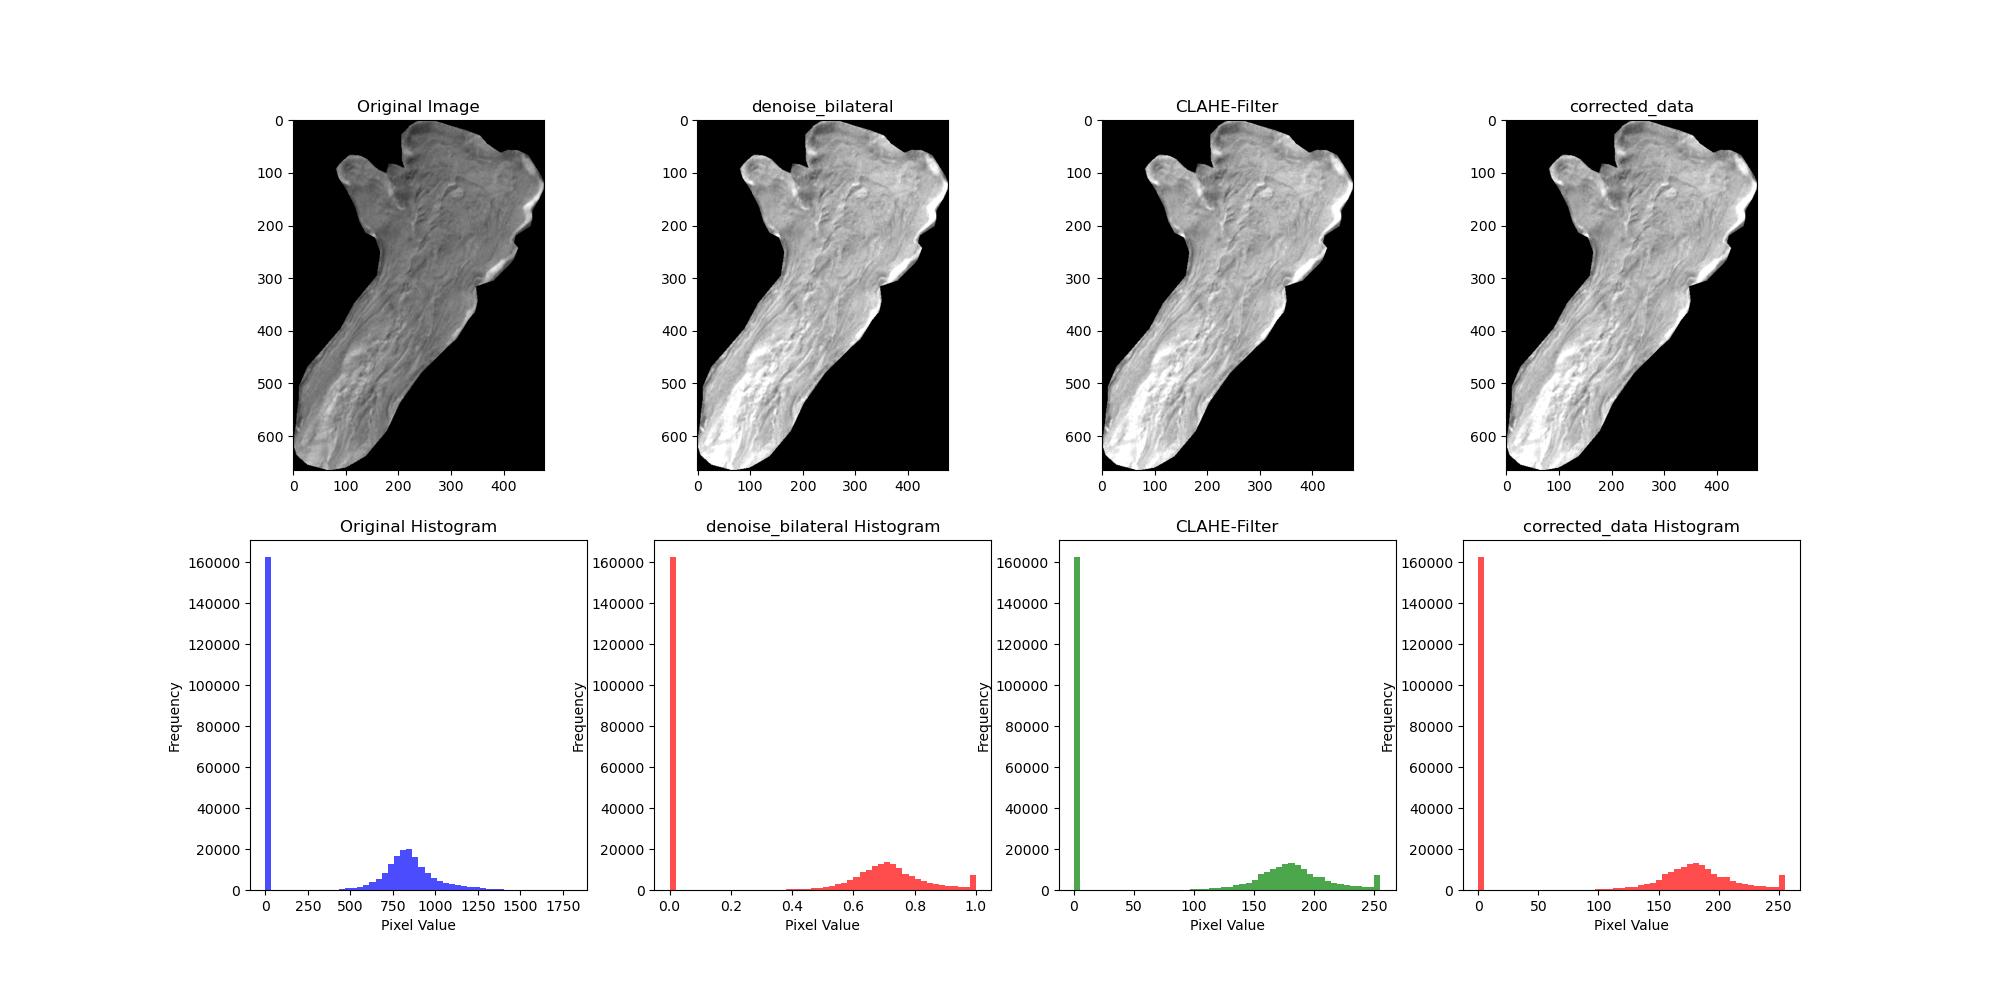 Original Image
denoise_bilateral
CLAHE-Filter
corrected_data
0
100
200
300
400
500
600
0 100 200 300 400
0
100
200
300
400
500
600
0 100 200 300 400
0
100
200
300
400
500
600
0 100 200 300 400
0
100
200
300
400
500
600
0 100 200 300 400
Original Histogram
Frequency
160000
140000
120000
100000
80000
60000
40000
20000
0
0 250 500 750 1000 1250 1500 1750
Pixel Value
denoise_bilateral Histogram
Frequency
160000
140000
120000
100000
80000
60000
40000
20000
0
0.0 0.2 0.4 0.6 0.8 1.0
Pixel Value
CLAHE-Filter
Frequency
160000
140000
120000
100000
80000
60000
40000
20000
0
0 50 100 150 200 250
Pixel Value
corrected_data Histogram
Frequency
160000
140000
120000
100000
80000
60000
40000
20000
0
0 50 100 150 200 250
Pixel Value